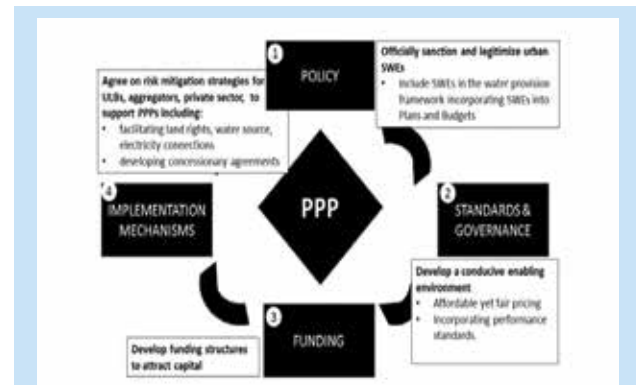 1
POLICY
Officially sanction and legitimize urban
SWEs
• Include SWEs in the water provision
framework incorporating SWEs into
Plans and Budgets
2
STANDARDS &
GOVERNANCE
Develop a conducive enabling
environment
• Affordable yet fair pricing
• Incorporating performance
standards.
3
FUNDING
Develop funding structures
to attract capital
4
IMPLEMENTATION
MECHANISMS
Agree on risk mitigation strategies for
ULBs, aggregators, private sector, to
support PPPs including:
• facilitating land rights, water source,
electricity connections
• developing concessionary agreements
PPP